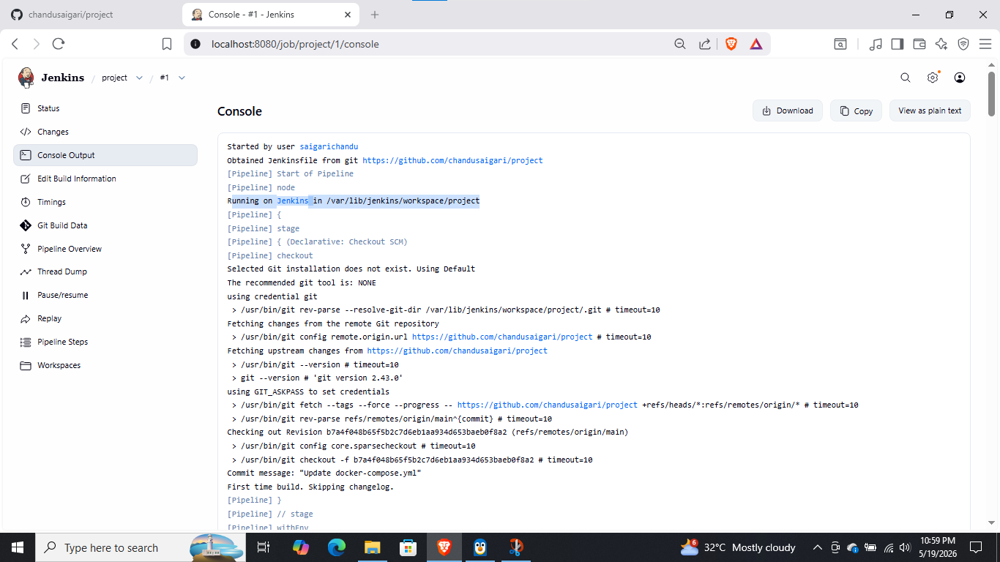 chandusaigari/project
Console - #1 - Jenkins
localhost:8080/job/project/1/console
Jenkins / project / #1
Status
Changes
Console Output
Edit Build Information
Timings
Git Build Data
Pipeline Overview
Thread Dump
Pause/resume
Replay
Pipeline Steps
Workspaces
Console
Download
Copy
View as plain text
Started by user saigarichandu
Obtained Jenkinsfile from git https://github.com/chandusaigari/project
[Pipeline] Start of Pipeline
[Pipeline] node
Running on Jenkins in /var/lib/jenkins/workspace/project
[Pipeline] {
[Pipeline] stage
[Pipeline] { (Declarative: Checkout SCM)
[Pipeline] checkout
Selected Git installation does not exist. Using Default
The recommended git tool is: NONE
using credential git
> /usr/bin/git rev-parse --resolve-git-dir /var/lib/jenkins/workspace/project/.git # timeout=10
Fetching changes from the remote Git repository
> /usr/bin/git config remote.origin.url https://github.com/chandusaigari/project # timeout=10
Fetching upstream changes from https://github.com/chandusaigari/project
> /usr/bin/git --version # timeout=10
> git --version # 'git version 2.43.0'
using GIT_ASKPASS to set credentials
> /usr/bin/git fetch --tags --force --progress -- https://github.com/chandusaigari/project +refs/heads/*:refs/remotes/origin/* # timeout=10
> /usr/bin/git rev-parse refs/remotes/origin/main^{commit} # timeout=10
Checking out Revision b7a4f048b65f5b2c7d6eb1aa934d653baeb0f8a2 (refs/remotes/origin/main)
> /usr/bin/git config core.sparsecheckout # timeout=10
> /usr/bin/git checkout -f b7a4f048b65f5b2c7d6eb1aa934d653baeb0f8a2 # timeout=10
Commit message: "Update docker-compose.yml"
First time build. Skipping changelog.
[Pipeline] }
[Pipeline] // stage
[Pipeline] withEnv
Type here to search
6
32°C Mostly cloudy
10:59 PM
5/19/2026